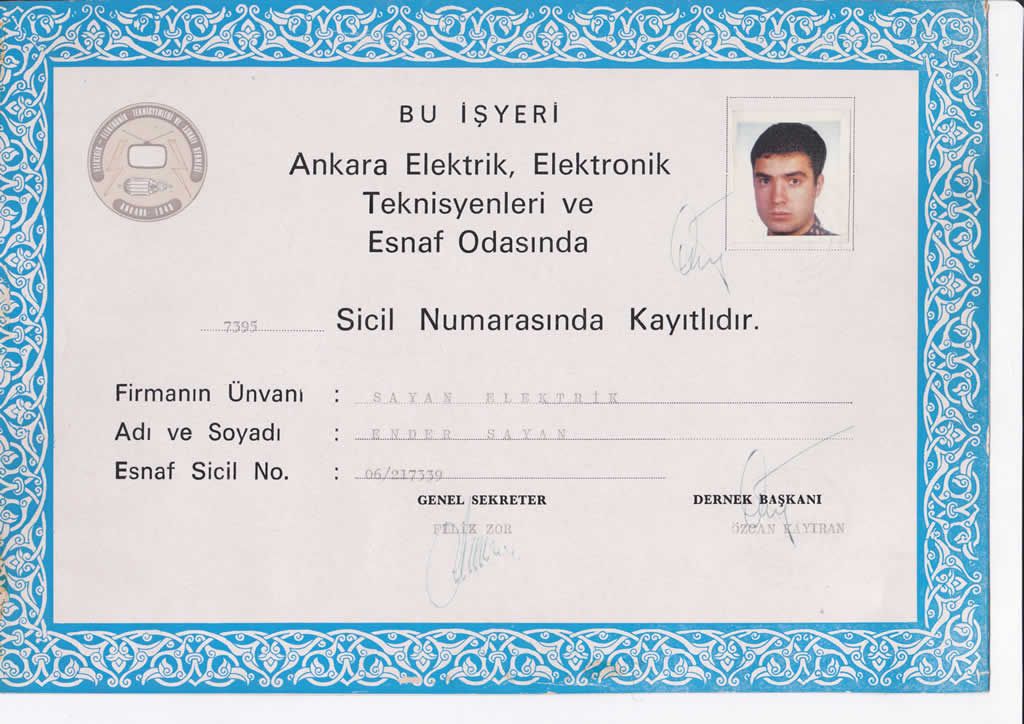 BU İŞYERİ
Ankara Elektrik, Elektronik
Teknisyenleri ve
Esnaf Odasında
7395 Sicil Numarasında Kayıtlıdır.
Firmanın Ünvanı : SAYAN ELEKTRİK
Adı ve Soyadı : ENDER SAYAN
Esnaf Sicil No. : 06/217339
GENEL SEKRETER
FİLİK ZOR
DERNEK BAŞKANI
ÖZCAN KAYIRAN